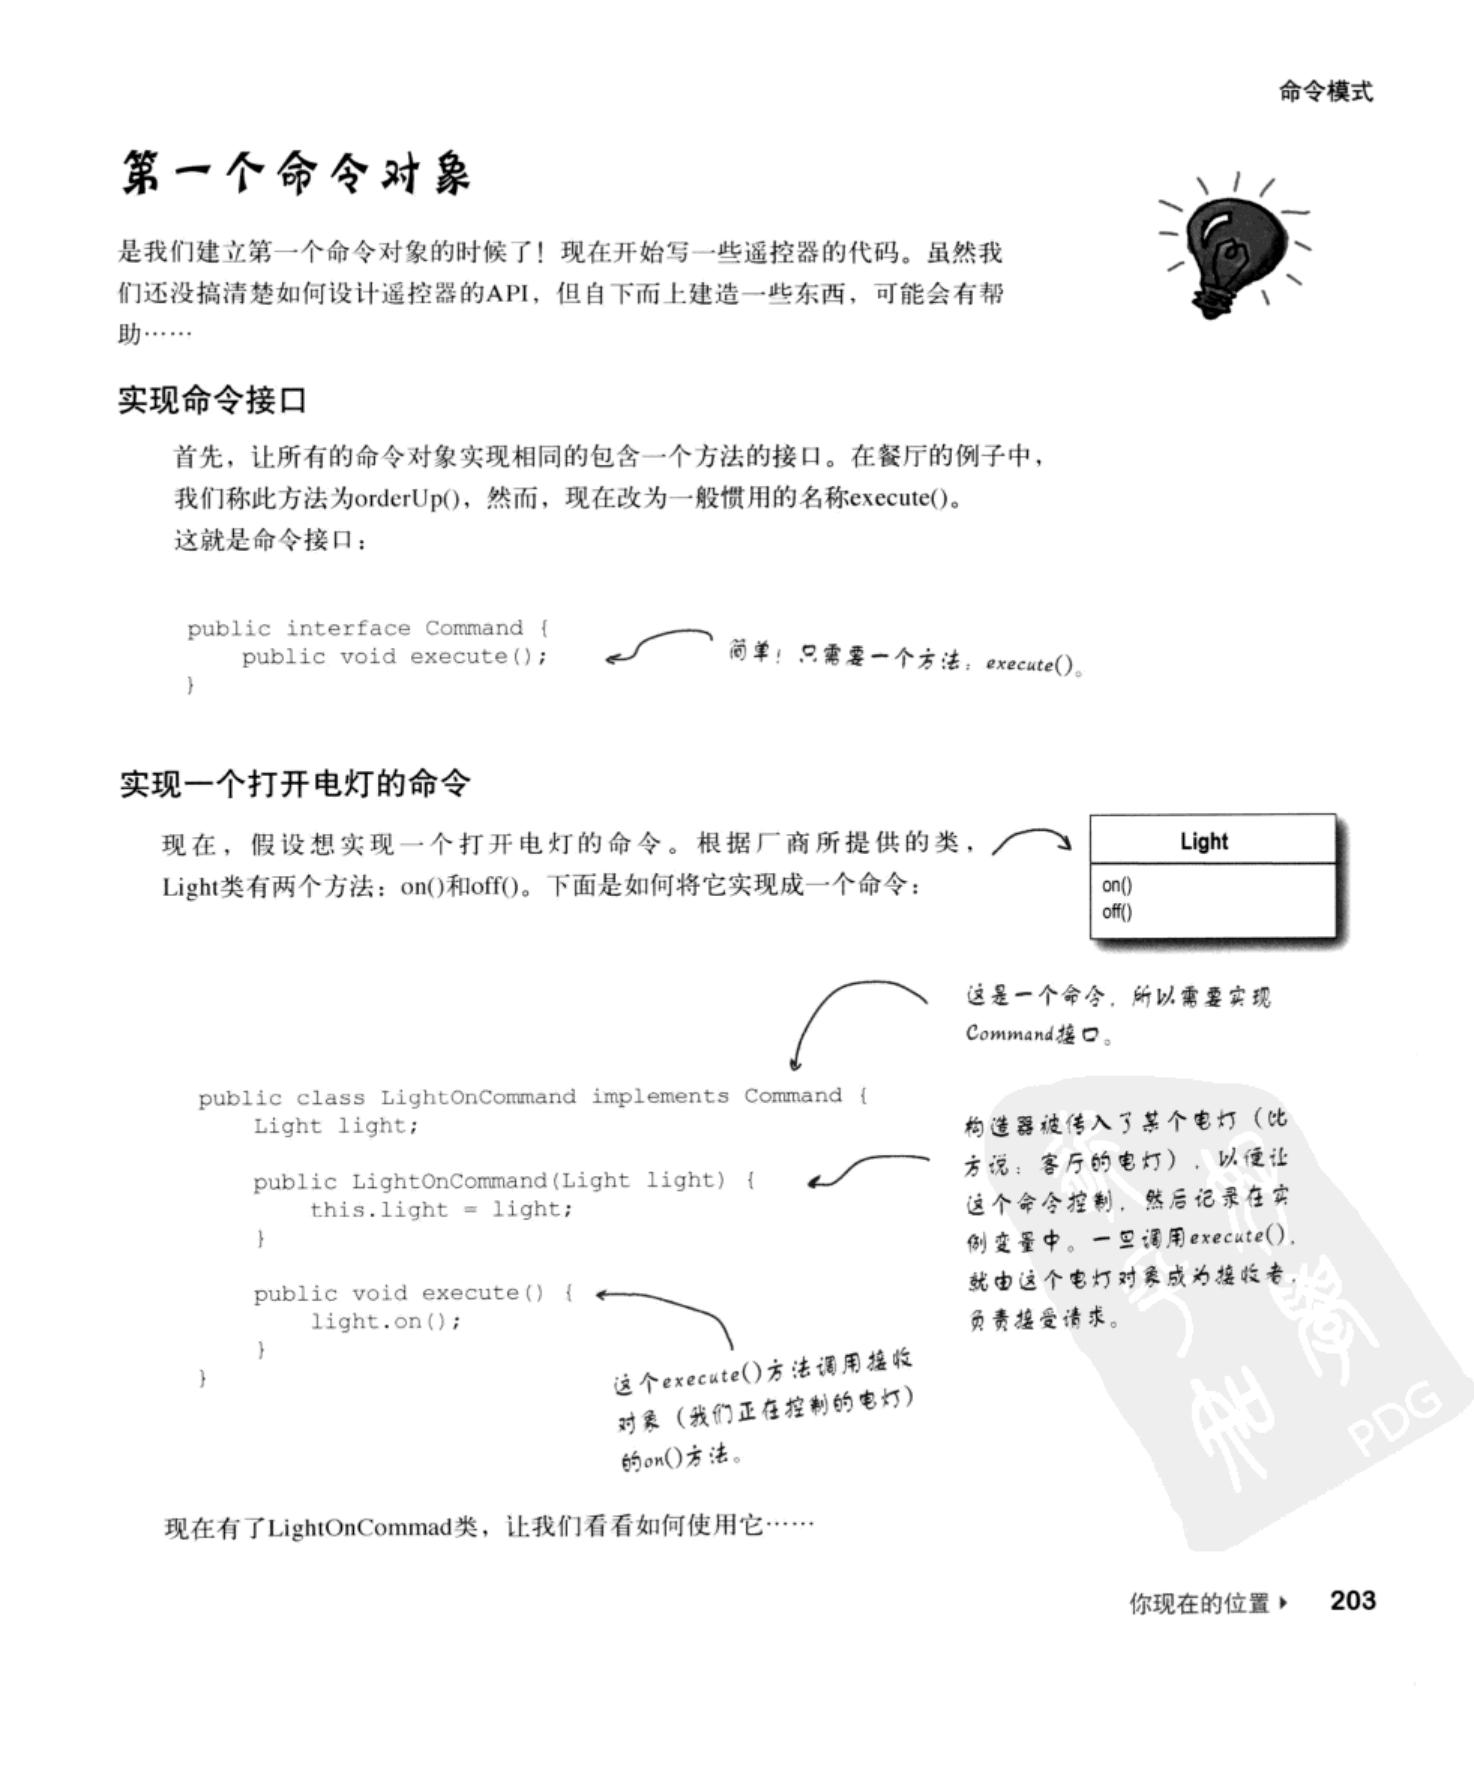 命令模式
第一个命令对象
是我们建立第一个命令对象的时候了！现在开始写一些遥控器的代码。虽然我
们还没搞清楚如何设计遥控器的API，但自下而上建造一些东西，可能会有帮
助……
实现命令接口
首先，让所有的命令对象实现相同的包含一个方法的接口。在餐厅的例子中，
我们称此方法为orderUp()，然而，现在改为一般惯用的名称execute()。
这就是命令接口：
public interface Command {
public void execute();
}
简单！只需要一个方法：execute()。
实现一个打开电灯的命令
现在，假设想实现一个打开电灯的命令。根据厂商所提供的类，
Light类有两个方法：on()和off()。下面是如何将它实现成一个命令：
Light
on()
off()
这是一个命令，所以需要实现
Command接口。
public class LightOnCommand implements Command {
Light light;
public LightOnCommand(Light light) {
this.light = light;
}
public void execute() {
light.on();
}
}
构造器被传入了某个电灯（比
方说：客厅的电灯），以便让
这个命令控制，然后记录在实
例变量中。一旦调用execute()，
就由这个电灯对象成为接收者，
负责接受请求。
这个execute()方法调用接收
对象（我们正在控制的电灯）
的on()方法。
现在有了LightOnCommad类，让我们看看如何使用它……
PDG
你现在的位置 ▸ 203